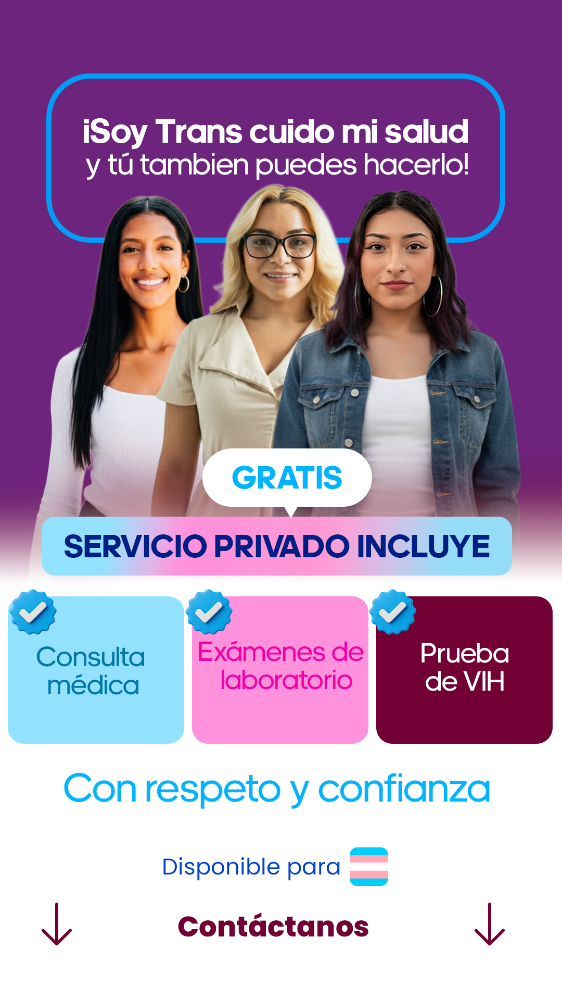 ¡Soy Trans cuido mi salud
y tú tambien puedes hacerlo!
GRATIS
SERVICIO PRIVADO INCLUYE
Consulta
médica
Exámenes de
laboratorio
Prueba
de VIH
Con respeto y confianza
Disponible para
Contáctanos